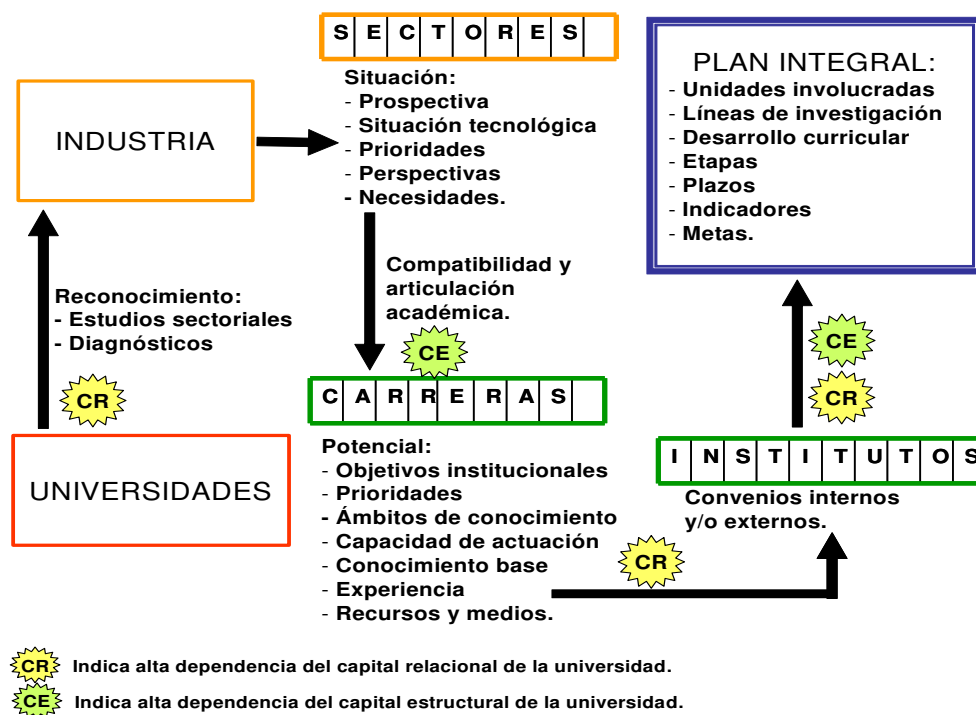 SECTORES
Situación:
- Prospectiva
- Situación tecnológica
- Prioridades
- Perspectivas
- Necesidades.
INDUSTRIA
PLAN INTEGRAL:
- Unidades involucradas
- Líneas de investigación
- Desarrollo curricular
- Etapas
- Plazos
- Indicadores
- Metas.
Reconocimiento:
- Estudios sectoriales
- Diagnósticos
CR
Compatibilidad y
articulación
académica.
CE
CE
CR
UNIVERSIDADES
CARRERAS
Potencial:
- Objetivos institucionales
- Prioridades
- Ámbitos de conocimiento
- Capacidad de actuación
- Conocimiento base
- Experiencia
- Recursos y medios.
CR
INSTITUTOS
Convenios internos
y/o externos.
CR Indica alta dependencia del capital relacional de la universidad.
CE Indica alta dependencia del capital estructural de la universidad.